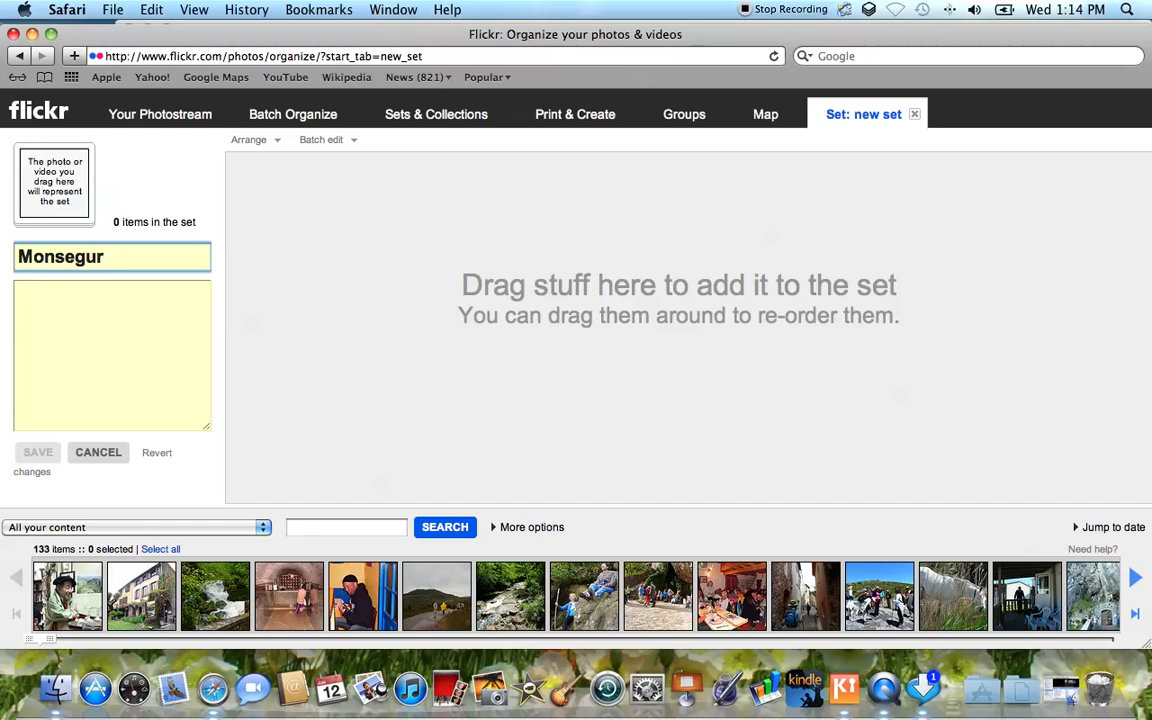 Safari File Edit View History Bookmarks Window Help Stop Recording Wed 1:14 PM
Flickr: Organize your photos & videos
http://www.flickr.com/photos/organize/?start_tab=new_set Google
Apple Yahoo! Google Maps YouTube Wikipedia News (821) Popular
flickr Your Photostream Batch Organize Sets & Collections Print & Create Groups Map Set: new set
Arrange Batch edit
The photo or
video you
drag here
will represent
the set
0 items in the set
Monsegur
Drag stuff here to add it to the set
You can drag them around to re-order them.
SAVE CANCEL Revert
changes
All your content SEARCH More options Jump to date
133 items :: 0 selected | Select all Need help?
12 kindle K! 1